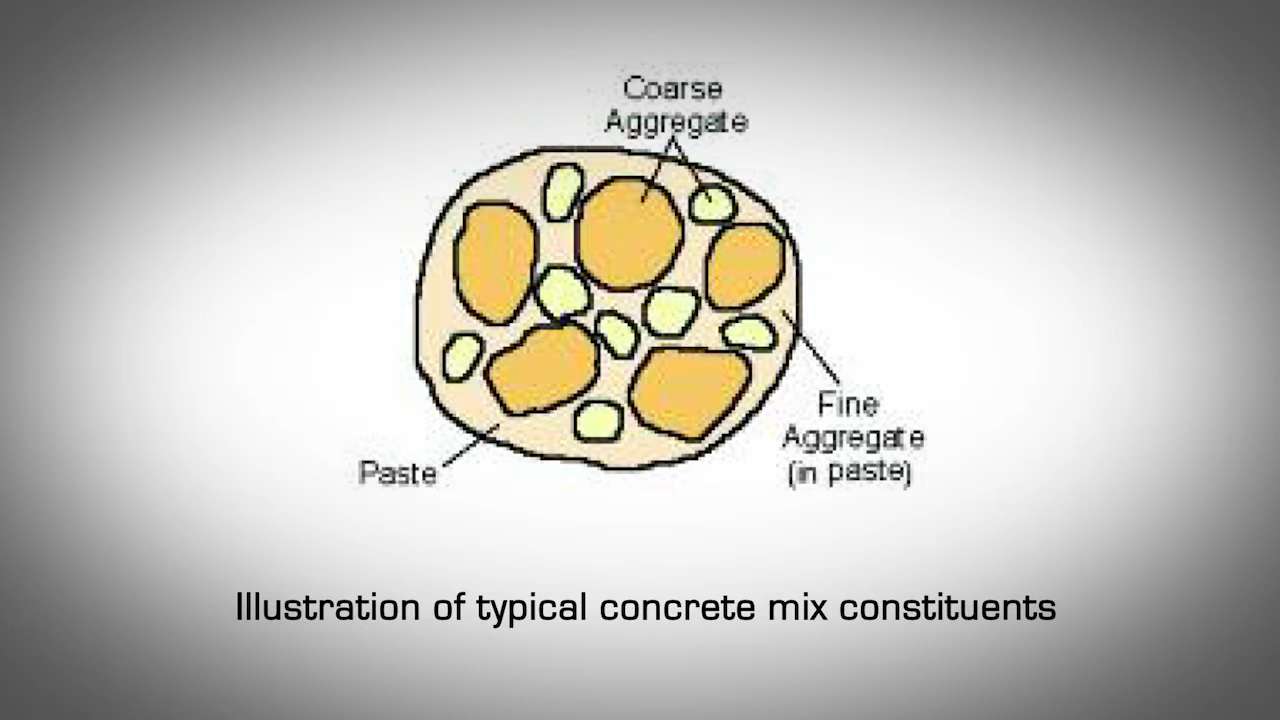 Coarse
Aggregate
Fine
Aggregate
(in paste)
Paste
Illustration of typical concrete mix constituents